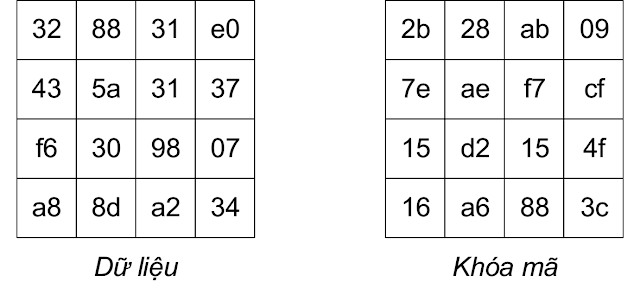 32 88 31 e0 2b 28 ab 09
43 5a 31 37 7e ae f7 cf
f6 30 98 07 15 d2 15 4f
a8 8d a2 34 16 a6 88 3c
Dữ liệu Khóa mã